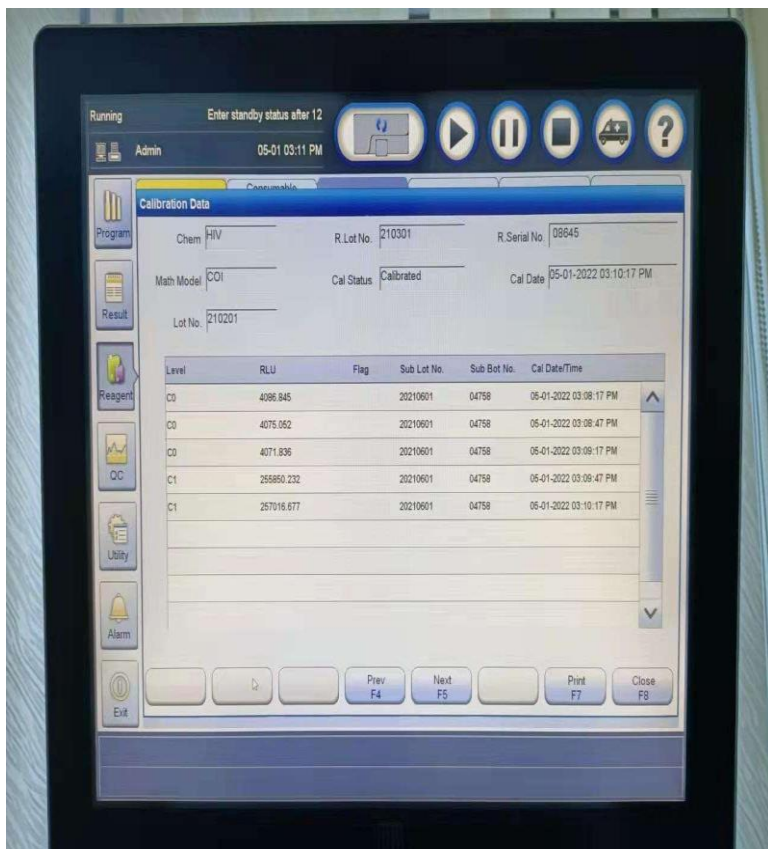 Running Enter standby status after 12
Admin 05-01 03:11 PM
?
Consumable
Calibration Data
Program
Chem HIV R.Lot No. 210301 R.Serial No. 08645
Math Model COI Cal Status Calibrated Cal Date 05-01-2022 03:10:17 PM
Result
Lot No. 210201
Level RLU Flag Sub Lot No. Sub Bot No. Cal Date/Time
Reagent
C0 4096.845 20210601 04758 05-01-2022 03:08:17 PM
C0 4075.052 20210601 04758 05-01-2022 03:08:47 PM
C0 4071.836 20210601 04758 05-01-2022 03:09:17 PM
QC
C1 255850.232 20210601 04758 05-01-2022 03:09:47 PM
C1 257016.677 20210601 04758 05-01-2022 03:10:17 PM
Utility
Alarm
Prev Next Print Close
F4 F5 F7 F8
Exit